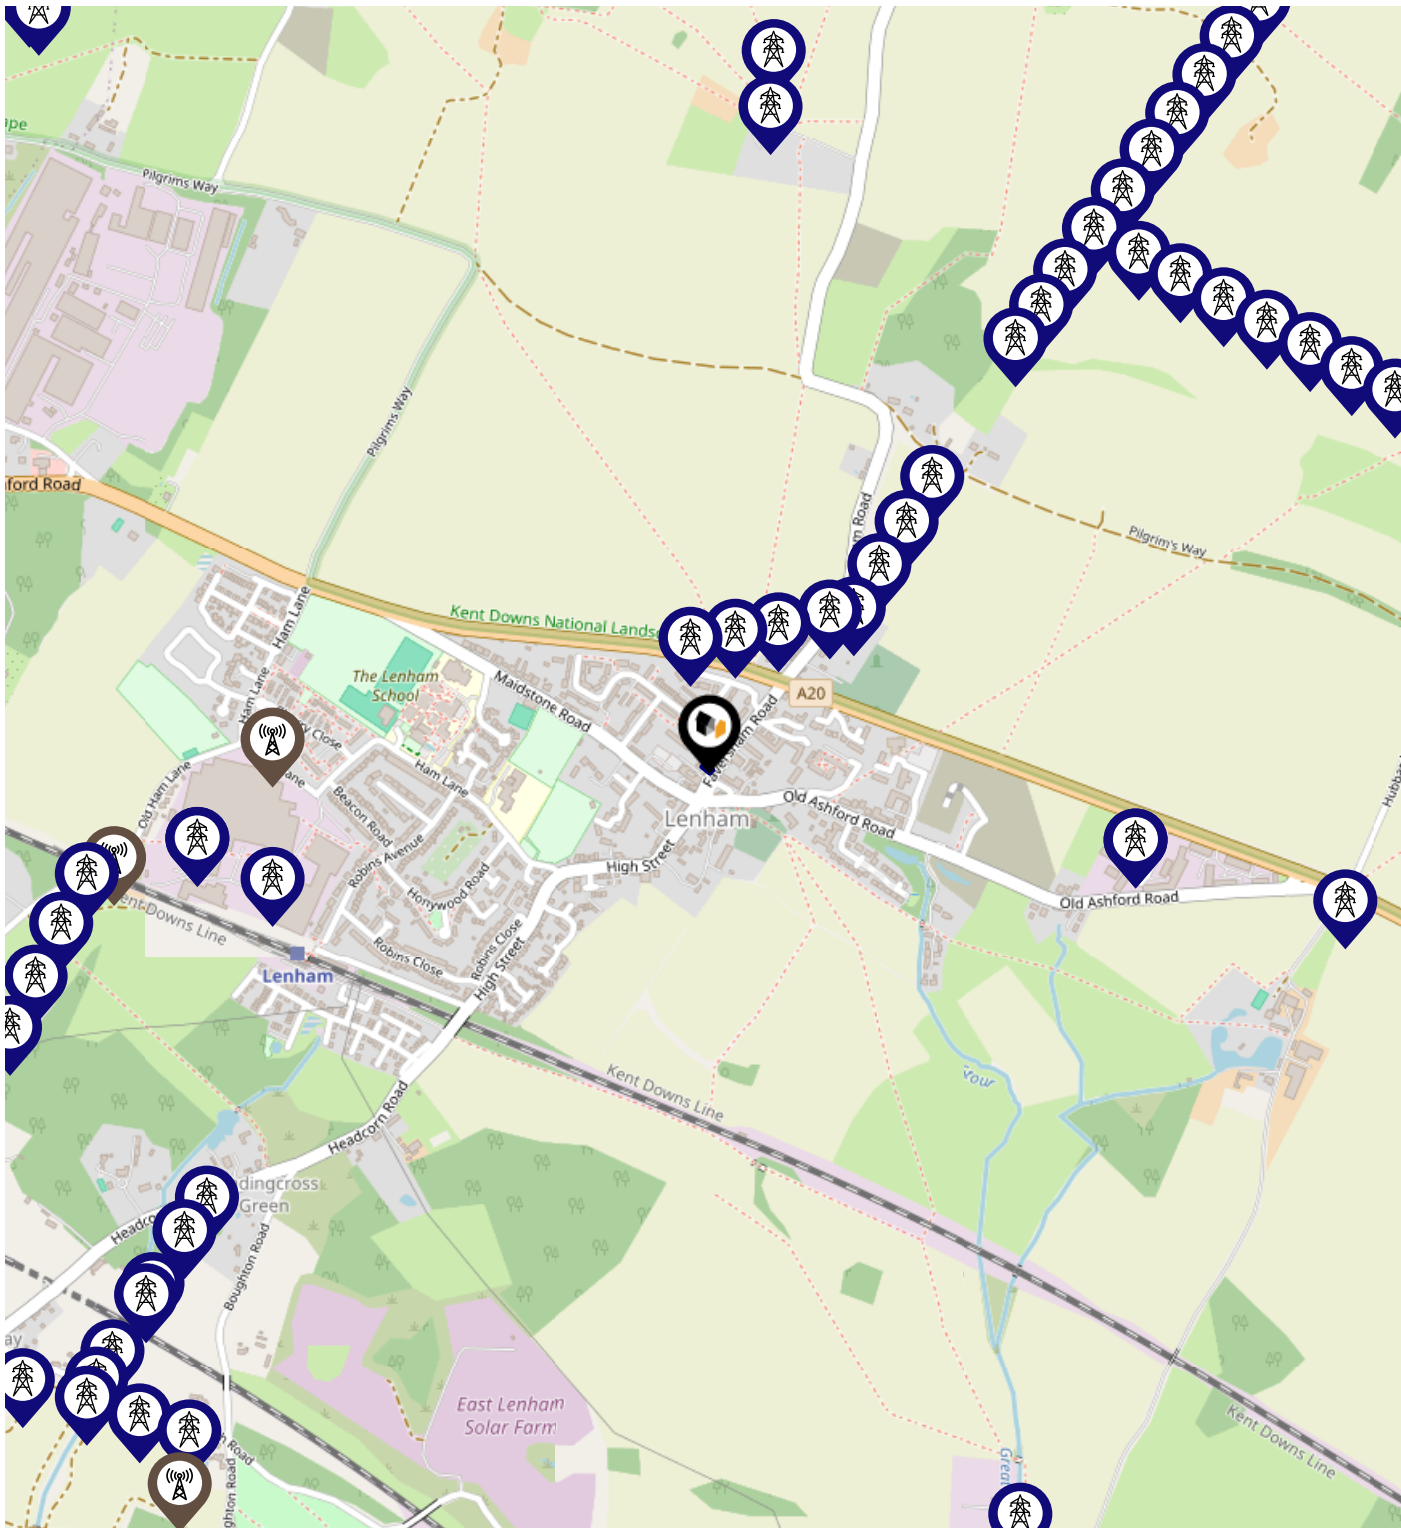 Pilgrims Way
Pilgrims Way
Pilgrim's Way
Kent Downs National
Ham Lane
The Lenham
School
Maidstone Road
A20
Ham Lane
Road
Close
Ham Lane
Old Ham Lane
Beacon Road
Robins Avenue
Honywood Road
Lenham
Old Ashford Road
High Street
Old Ashford Road
Kent Downs Line
Robins Close
Robins Close
High Street
Lenham
Kent Downs Line
Headcorn Road
Green
Boughton Road
East Lenham
Solar Farm
Kent Downs Line
Road